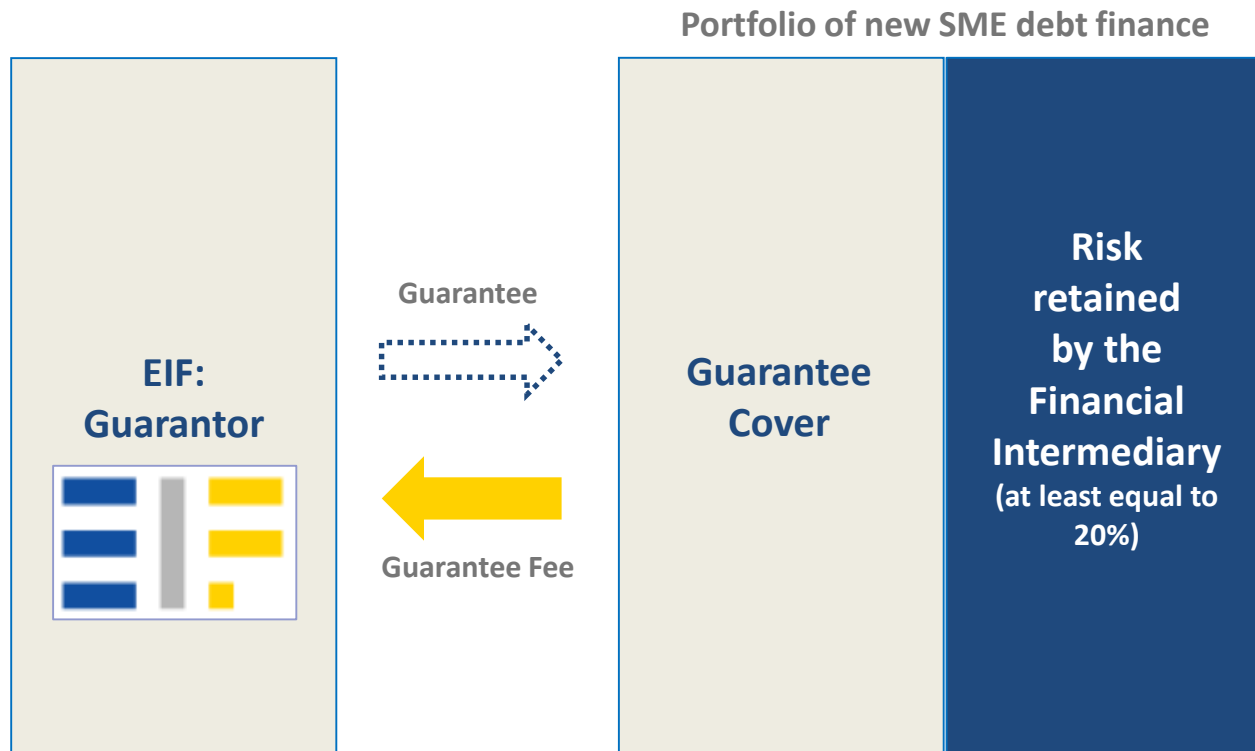 Portfolio of new SME debt finance
EIF:
Guarantor
Guarantee
Guarantee Fee
Guarantee
Cover
Risk
retained
by the
Financial
Intermediary
(at least equal to
20%)